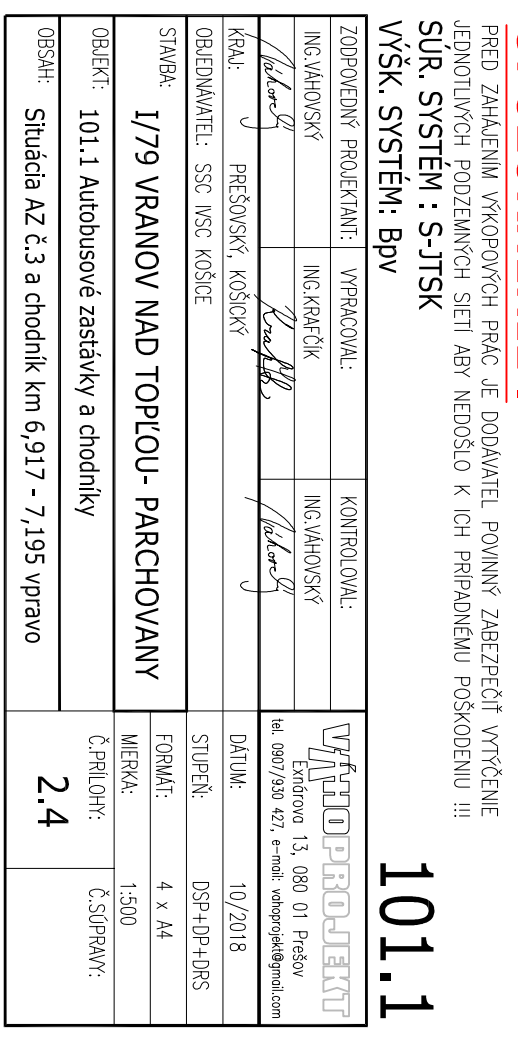 PRED ZAHÁJENÍM VÝKOPOVÝCH PRÁC JE DODÁVATEL POVINNÝ ZABEZPEČIŤ VYTÝČENIE
JEDNOTLIVÝCH PODZEMNÝCH SIETÍ ABY NEDOŠLO K ICH PRÍPADNÉMU POŠKODENIU !!!
SÚR. SYSTÉM : S-JTSK
VÝŠK. SYSTÉM: Bpv
101.1
ZODPOVEDNÝ PROJEKTANT: VYPRACOVAL: KONTROLOVAL:
ING.VÁHOVSKÝ ING.KRAFČÍK ING.VÁHOVSKÝ
VÁHOPROJEKT
Exnárova 13, 080 01 Prešov
tel. 0907/930 427, e-mail: vahoprojekt@gmail.com
KRAJ: PREŠOVSKÝ, KOŠICKÝ
DÁTUM: 10/2018
OBJEDNÁVATEL: SSC IVSC KOŠICE
STUPEŇ: DSP+DP+DRS
STAVBA: I/79 VRANOV NAD TOPĽOU- PARCHOVANY
FORMÁT: 4 x A4
MIERKA: 1:500
OBJEKT: 101.1 Autobusové zastávky a chodníky
Č.PRÍLOHY: Č.SÚPRAVY:
OBSAH: Situácia AZ č.3 a chodník km 6,917 - 7,195 vpravo
2.4